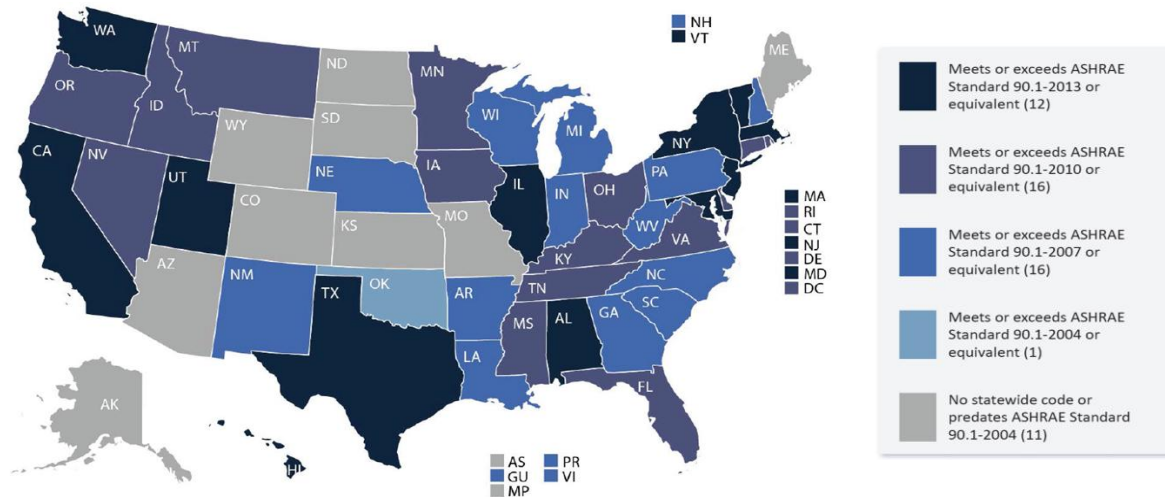 NH
VT
WA
MT
ND
MN
ME
OR
ID
WY
SD
WI
MI
NY
CA
NV
UT
NE
IA
IL
IN
OH
PA
CO
KS
MO
KY
WV
VA
AZ
NM
OK
AR
TN
NC
SC
TX
LA
MS
AL
GA
FL
AK
HI
MA
RI
CT
NJ
DE
MD
DC
AS
PR
GU
VI
MP
Meets or exceeds ASHRAE
Standard 90.1-2013 or
equivalent (12)
Meets or exceeds ASHRAE
Standard 90.1-2010 or
equivalent (16)
Meets or exceeds ASHRAE
Standard 90.1-2007 or
equivalent (16)
Meets or exceeds ASHRAE
Standard 90.1-2004 or
equivalent (1)
No statewide code or
predates ASHRAE Standard
90.1-2004 (11)